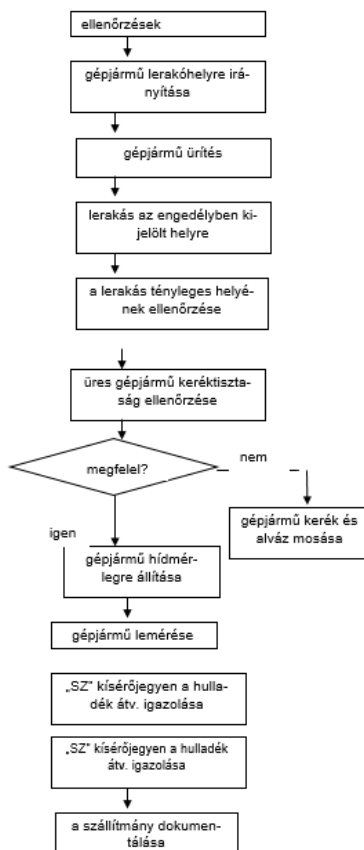 ellenőrzések
gépjármű lerakóhelyre irá-
nyítása
gépjármű ürítés
lerakás az engedélyben ki-
jelölt helyre
a lerakás tényleges helyé-
nek ellenőrzése
üres gépjármű keréktiszta-
ság ellenőrzése
megfelel?
nem
igen
gépjármű kerék és
alváz mosása
gépjármű hídmér-
legre állítása
gépjármű lemérése
„SZ" kísérőjegyen a hulla-
dék átv. igazolása
„SZ" kísérőjegyen a hulladék
átv. igazolása
a szállítmány dokumen-
tálása